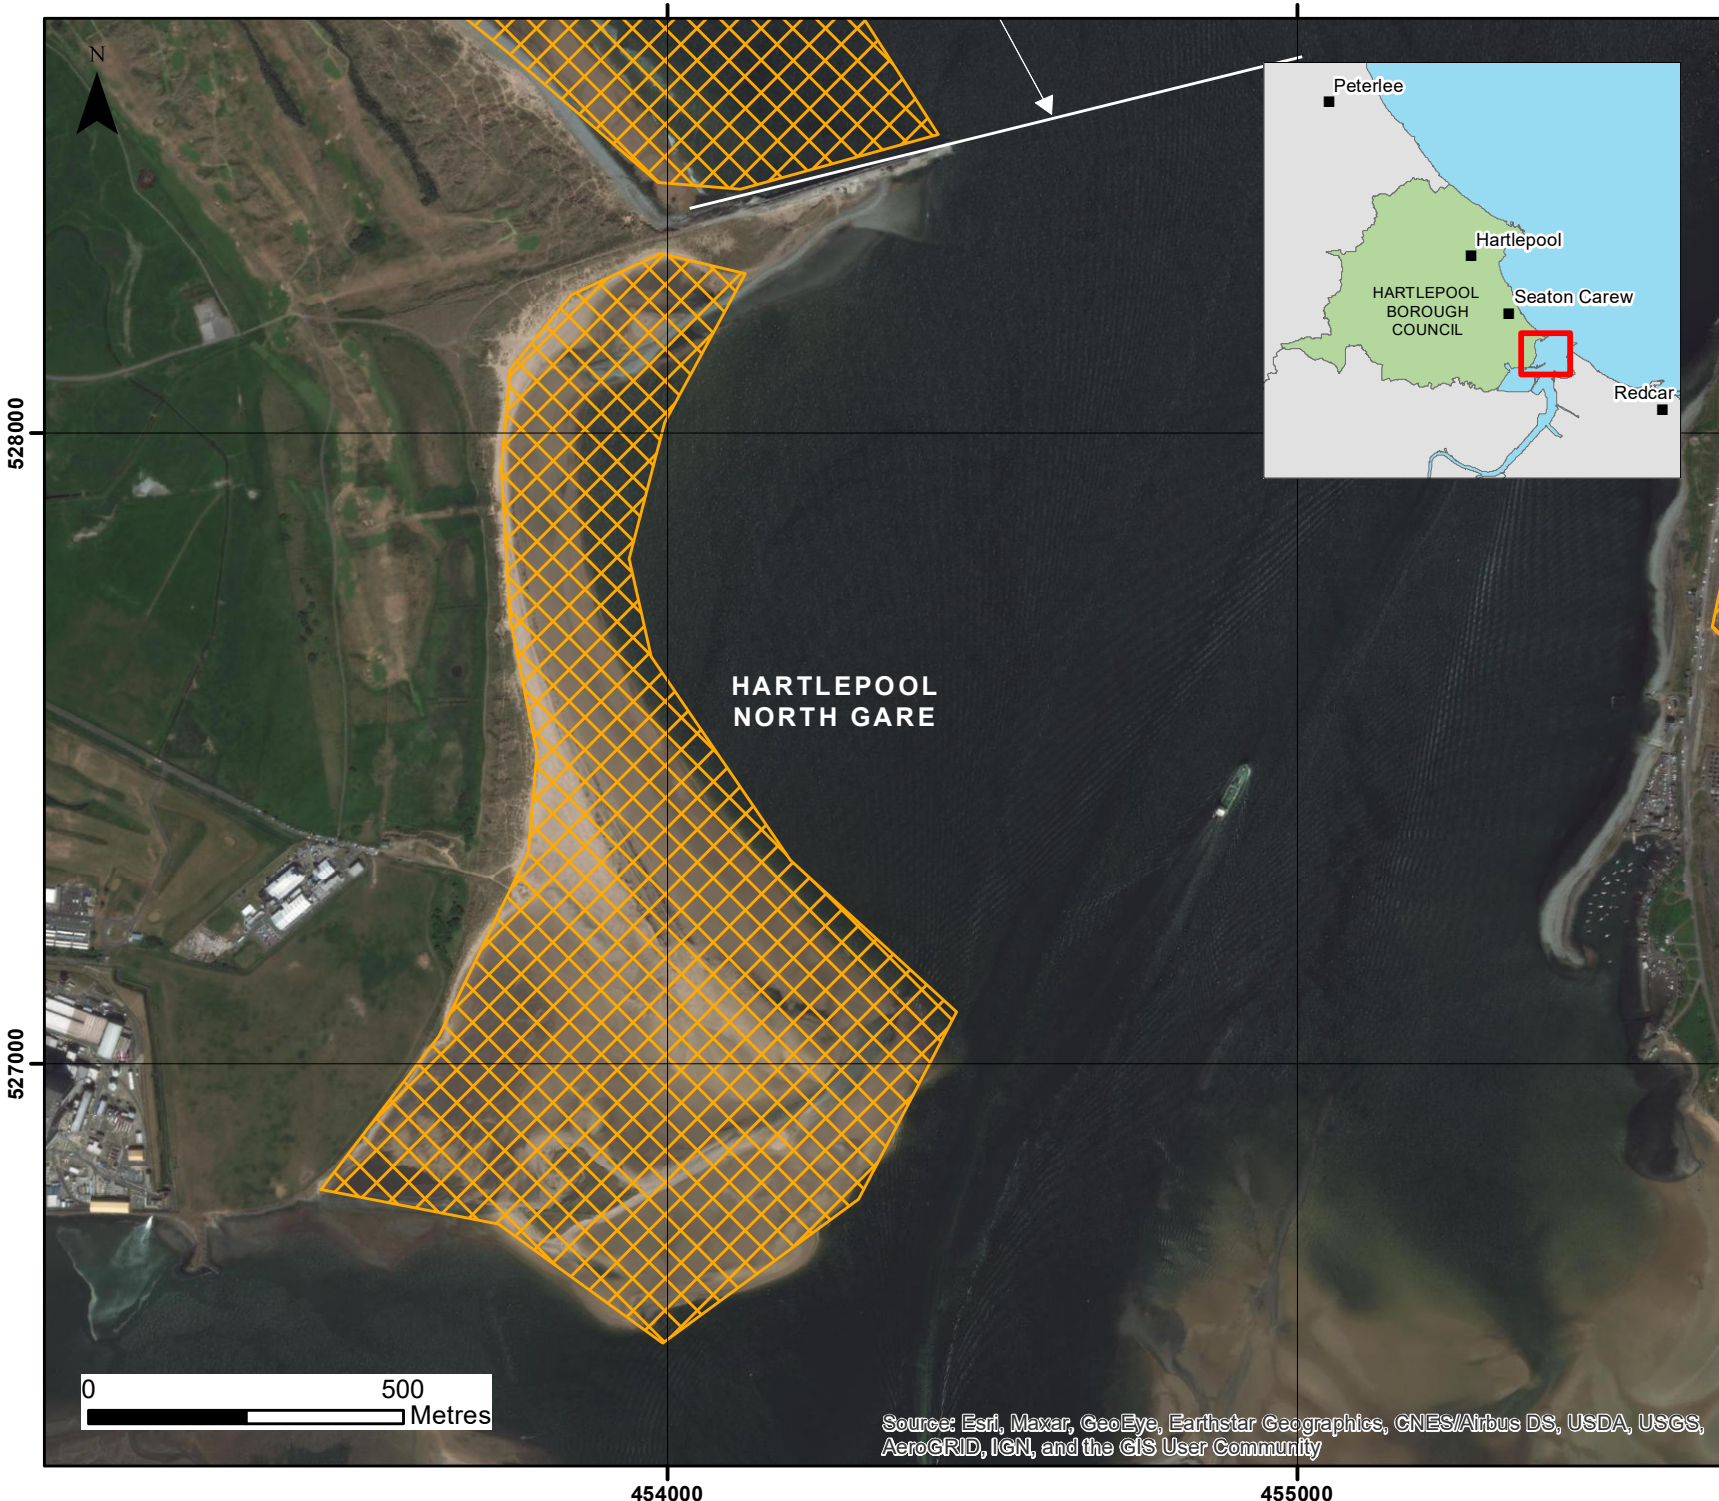 N
Peterlee
Hartlepool
HARTLEPOOL
BOROUGH
COUNCIL
Seaton Carew
Redcar
528000
HARTLEPOOL
NORTH GARE
527000
0 500
Metres
Source: Esri, Maxar, GeoEye, Earthstar Geographics, CNES/Airbus DS, USDA, USGS,
AeroGRID, IGN, and the GIS User Community
454000 455000